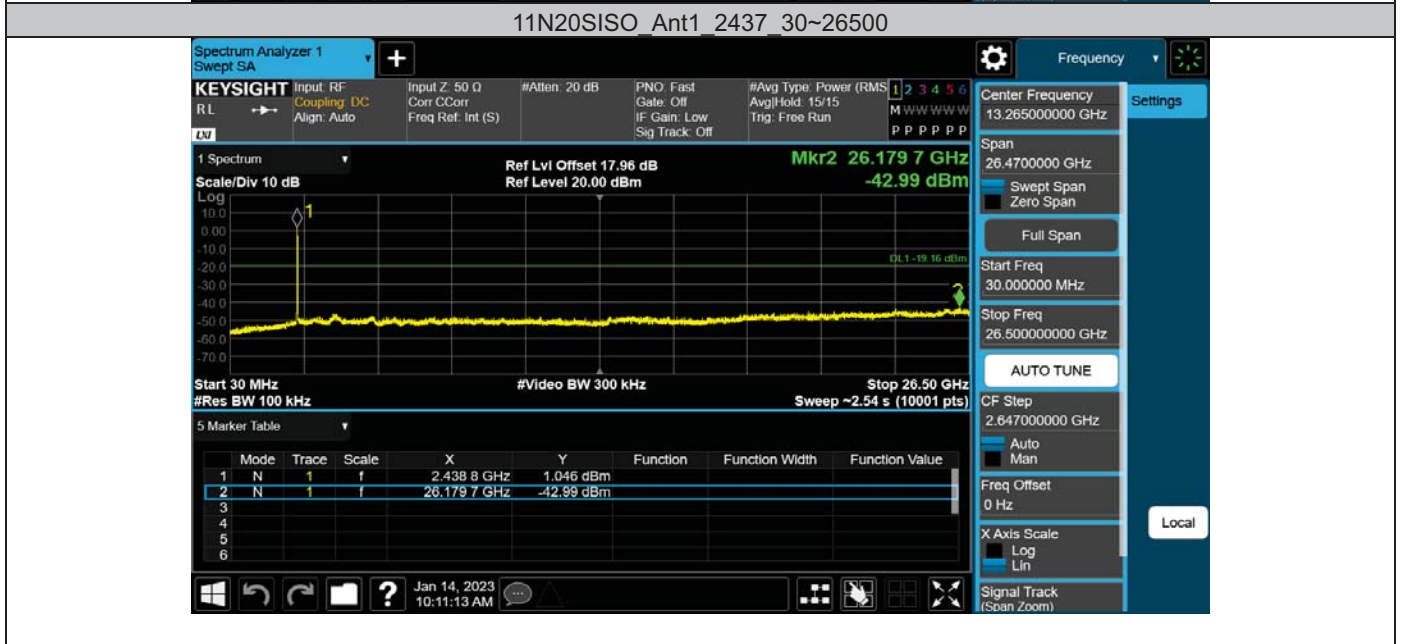 11N20SISO_Ant1_2437_30~26500
Spectrum Analyzer 1
Swept SA
+
Frequency
KEYSIGHT
RL
LXI
Input: RF
Coupling: DC
Align: Auto
Input Z: 50 Ω
Corr CCorr
Freq Ref: Int (S)
#Atten: 20 dB
PNO: Fast
Gate: Off
IF Gain: Low
Sig Track: Off
#Avg Type: Power (RMS
Avg|Hold: 15/15
Trig: Free Run
1 2 3 4 5 6
M W W W W W
P P P P P P
1 Spectrum
Scale/Div 10 dB
Ref Lvl Offset 17.96 dB
Ref Level 20.00 dBm
Mkr2 26.179 7 GHz
-42.99 dBm
Log
10.0
0.00
-10.0
-20.0
-30.0
-40.0
-50.0
-60.0
-70.0
1
DL1 -19.16 dBm
2
Start 30 MHz
#Res BW 100 kHz
#Video BW 300 kHz
Stop 26.50 GHz
Sweep ~2.54 s (10001 pts)
5 Marker Table
Mode Trace Scale X Y Function Function Width Function Value
1 N 1 f 2.438 8 GHz 1.046 dBm
2 N 1 f 26.179 7 GHz -42.99 dBm
3
4
5
6
?
Jan 14, 2023
10:11:13 AM
Center Frequency
13.265000000 GHz
Span
26.4700000 GHz
Swept Span
Zero Span
Full Span
Start Freq
30.000000 MHz
Stop Freq
26.500000000 GHz
AUTO TUNE
CF Step
2.647000000 GHz
Auto
Man
Freq Offset
0 Hz
X Axis Scale
Log
Lin
Signal Track
(Span Zoom)
Settings
Local